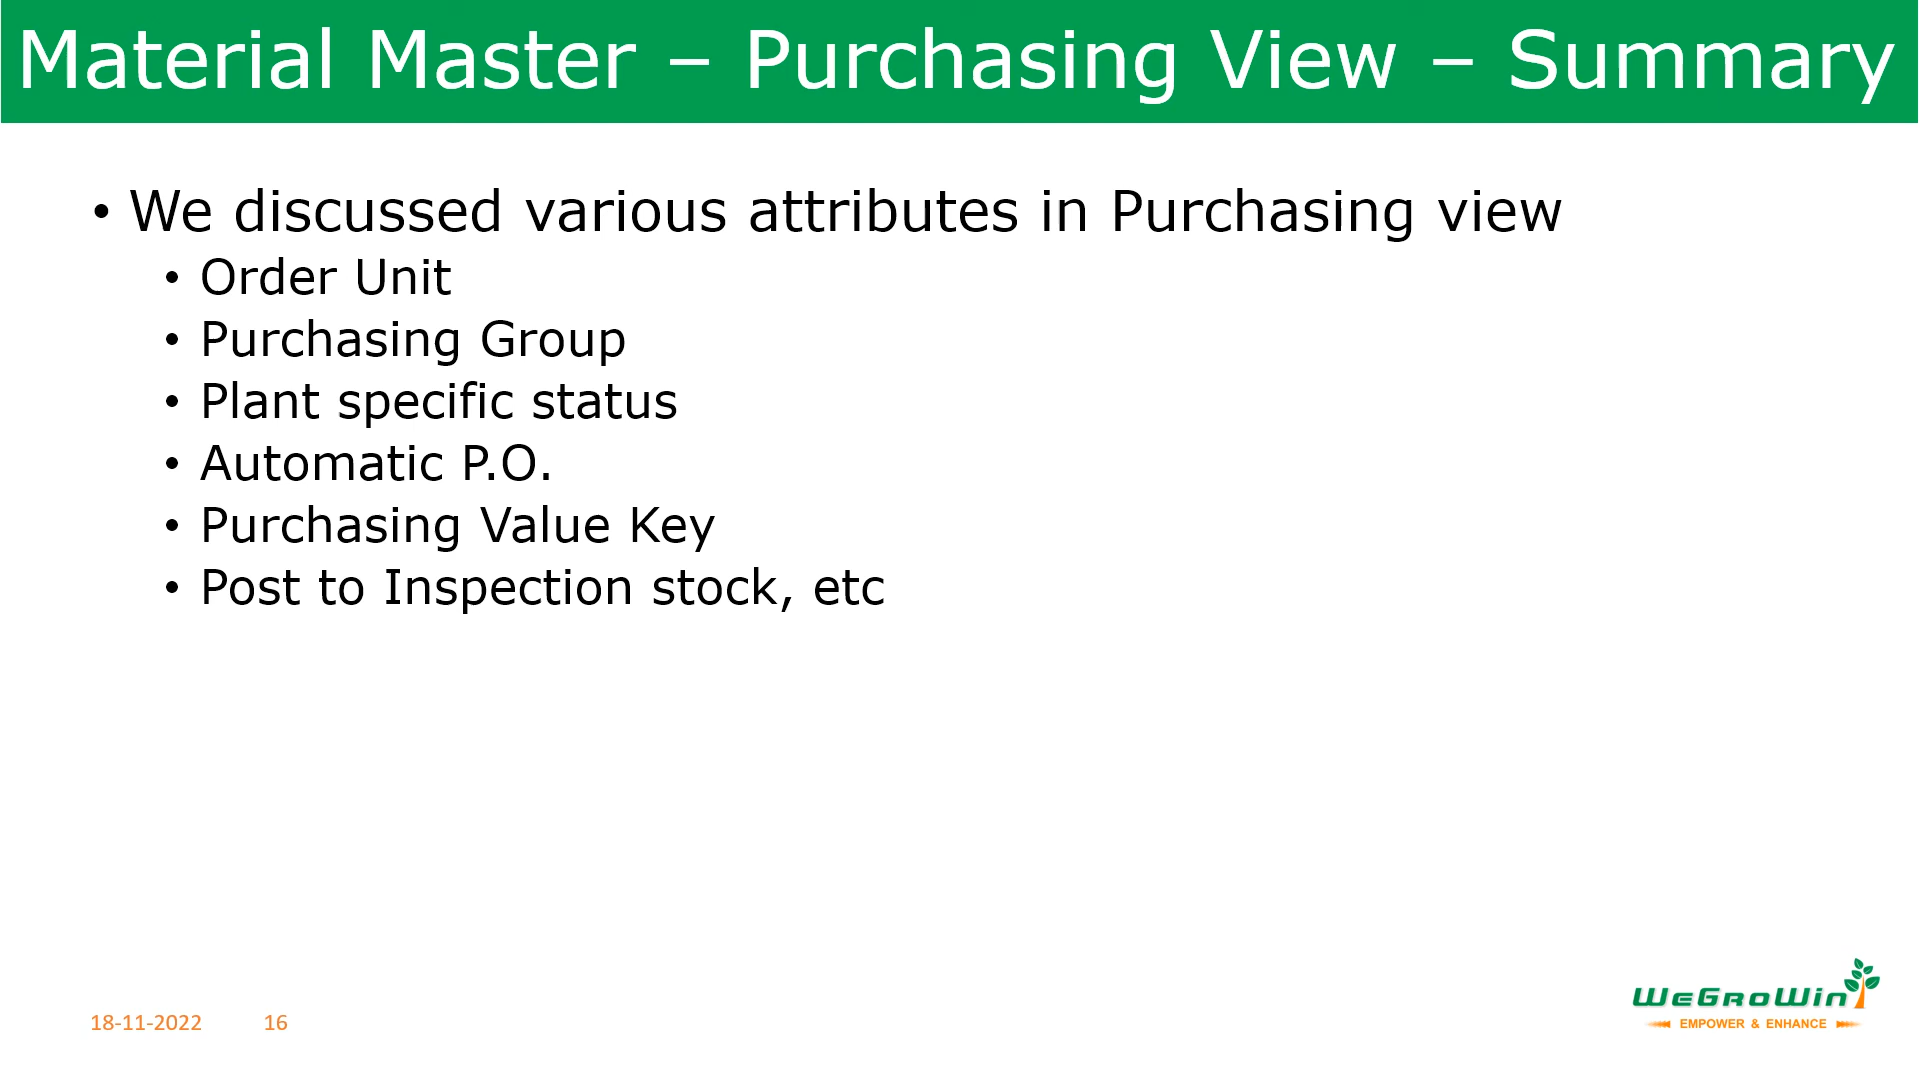 Material Master – Purchasing View – Summary
• We discussed various attributes in Purchasing view
• Order Unit
• Purchasing Group
• Plant specific status
• Automatic P.O.
• Purchasing Value Key
• Post to Inspection stock, etc
18-11-2022 16
WeGroWin
EMPOWER & ENHANCE